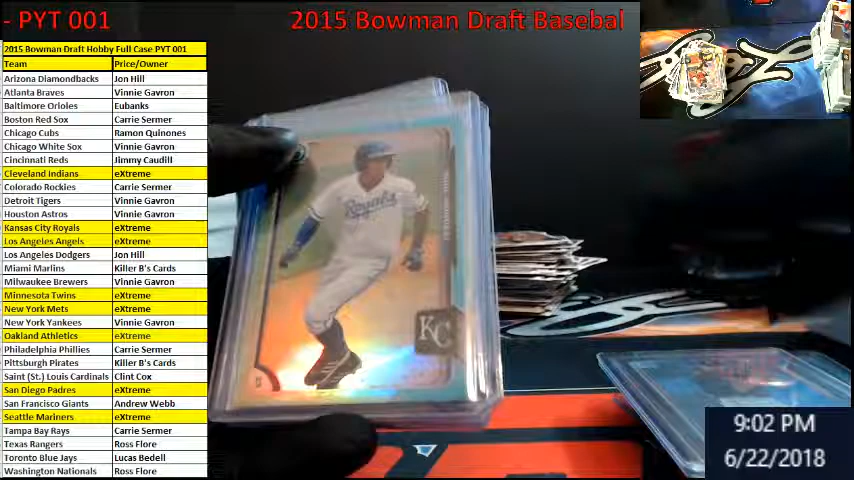 - PYT 001
2015 Bowman Draft Basebal
2015 Bowman Draft Hobby Full Case PYT 001
Team Price/Owner
Arizona Diamondbacks Jon Hill
Atlanta Braves Vinnie Gavron
Baltimore Orioles Eubanks
Boston Red Sox Carrie Sermer
Chicago Cubs Ramon Quinones
Chicago White Sox Vinnie Gavron
Cincinnati Reds Jimmy Caudill
Cleveland Indians eXtreme
Colorado Rockies Carrie Sermer
Detroit Tigers Vinnie Gavron
Houston Astros Vinnie Gavron
Kansas City Royals eXtreme
Los Angeles Angels eXtreme
Los Angeles Dodgers Jon Hill
Miami Marlins Killer B's Cards
Milwaukee Brewers Vinnie Gavron
Minnesota Twins eXtreme
New York Mets eXtreme
New York Yankees Vinnie Gavron
Oakland Athletics eXtreme
Philadelphia Phillies Carrie Sermer
Pittsburgh Pirates Killer B's Cards
Saint (St.) Louis Cardinals Clint Cox
San Diego Padres eXtreme
San Francisco Giants Andrew Webb
Seattle Mariners eXtreme
Tampa Bay Rays Carrie Sermer
Texas Rangers Ross Flore
Toronto Blue Jays Lucas Bedell
Washington Nationals Ross Flore
Royals
KC
9:02 PM
6/22/2018